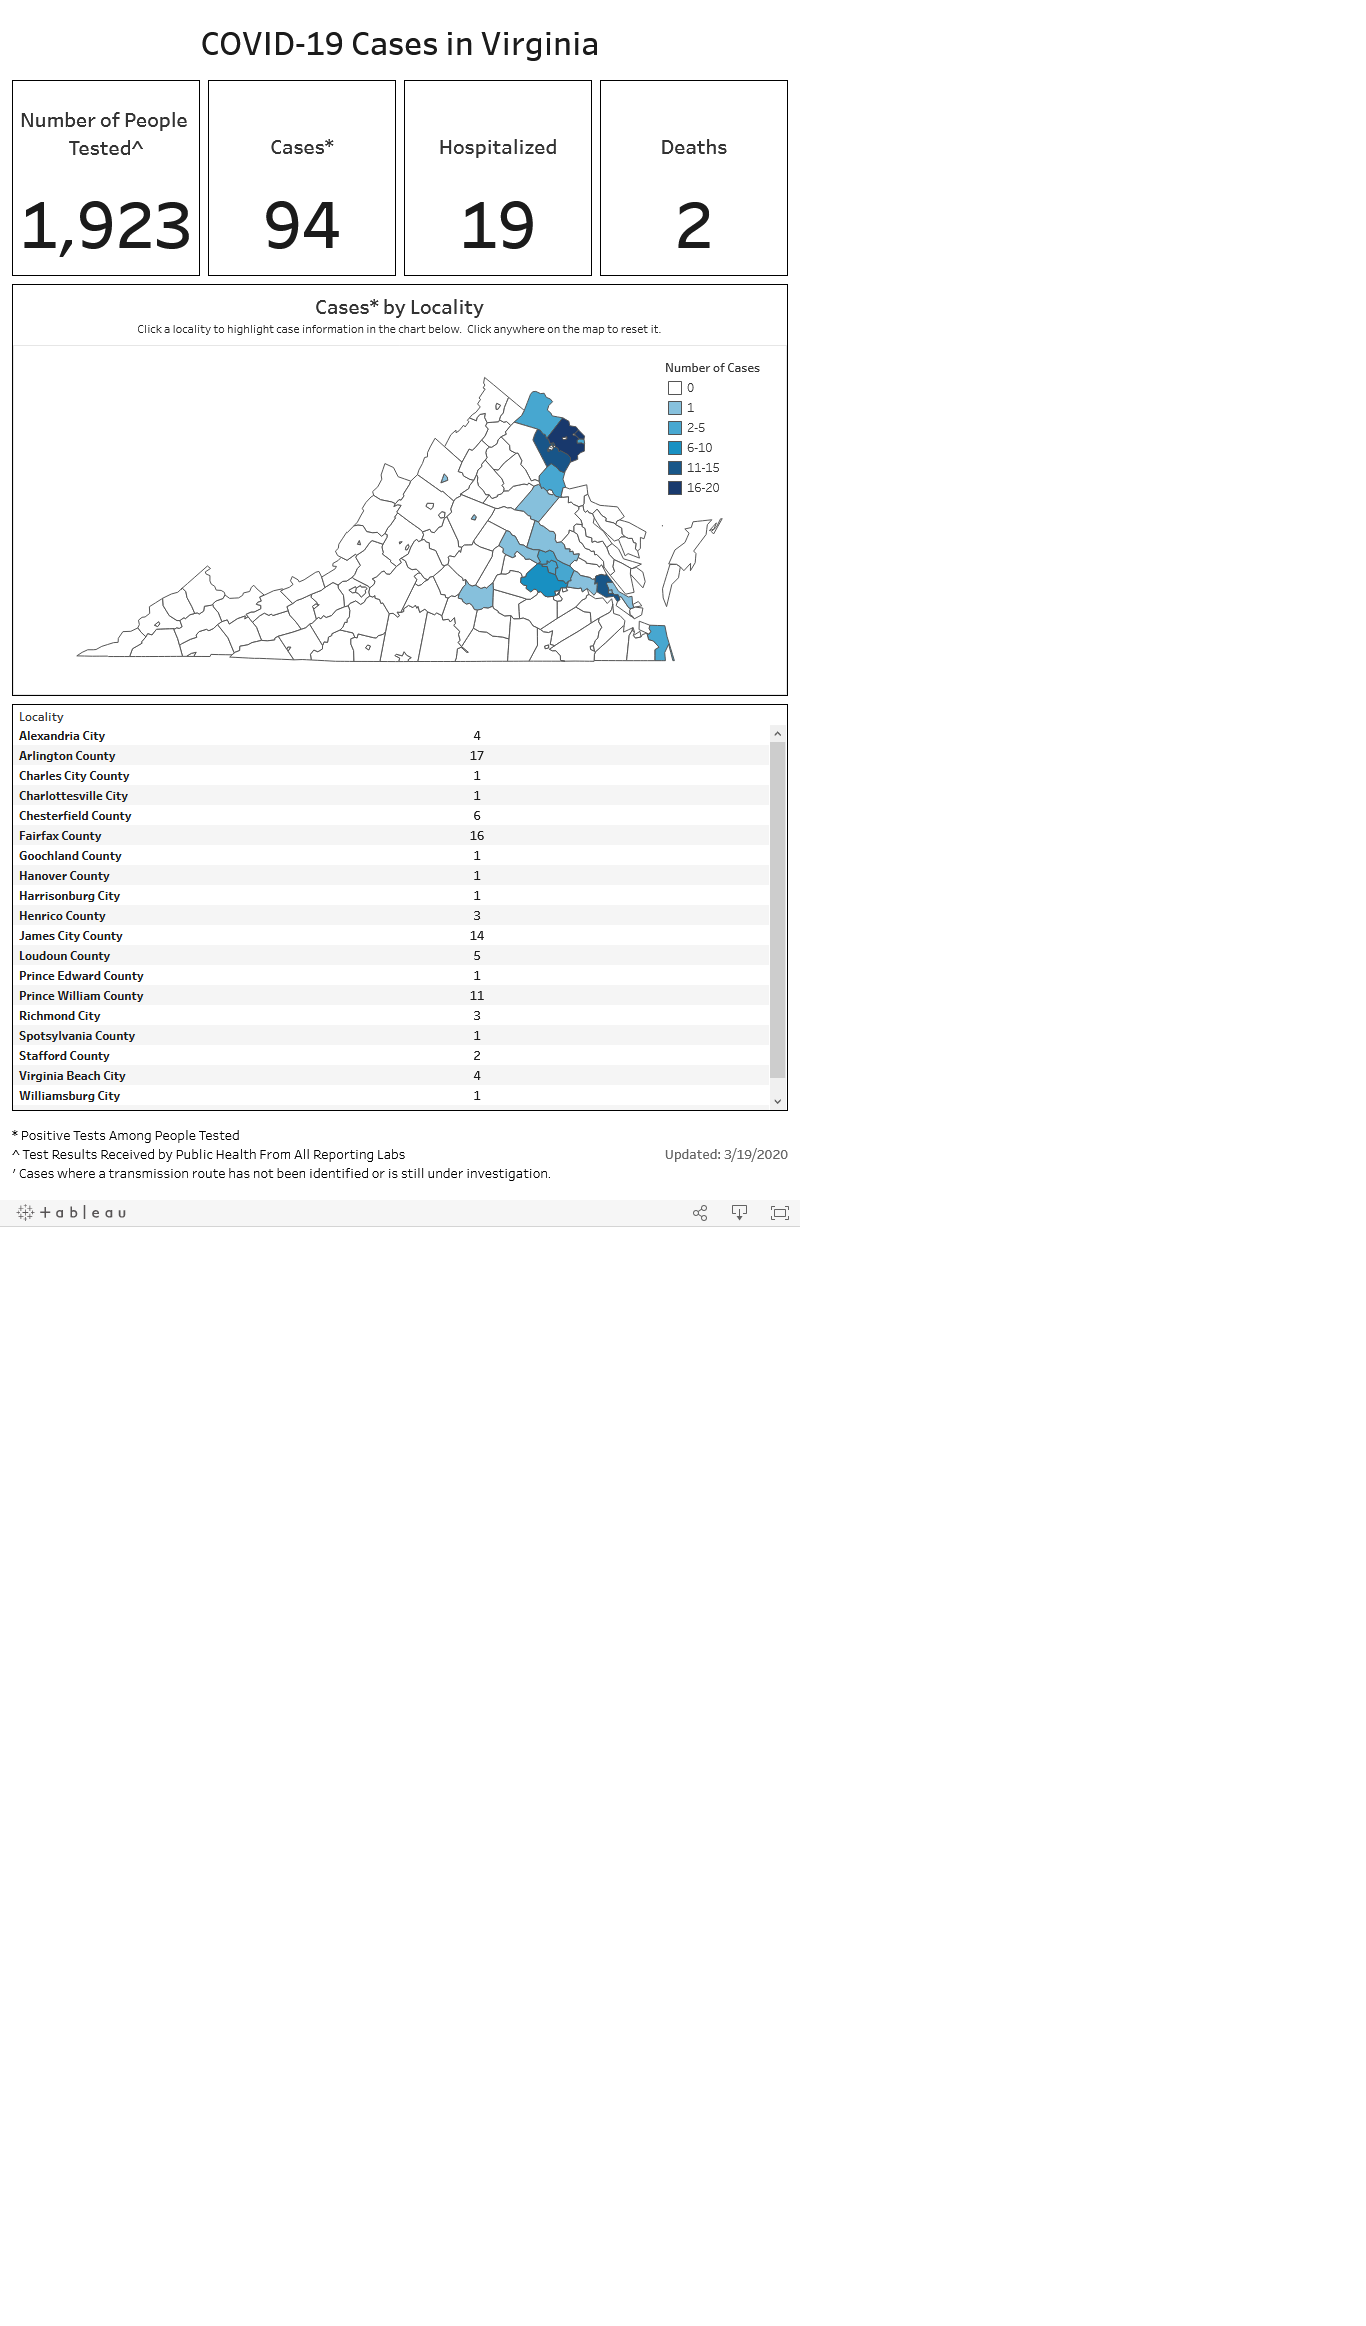 COVID-19 Cases in Virginia
Number of People
Tested^
1,923
Cases*
94
Hospitalized
19
Deaths
2
Cases* by Locality
Click a locality to highlight case information in the chart below. Click anywhere on the map to reset it.
Number of Cases
0
1
2-5
6-10
11-15
16-20
Locality
Alexandria City 4
Arlington County 17
Charles City County 1
Charlottesville City 1
Chesterfield County 6
Fairfax County 16
Goochland County 1
Hanover County 1
Harrisonburg City 1
Henrico County 3
James City County 14
Loudoun County 5
Prince Edward County 1
Prince William County 11
Richmond City 3
Spotsylvania County 1
Stafford County 2
Virginia Beach City 4
Williamsburg City 1
* Positive Tests Among People Tested
^ Test Results Received by Public Health From All Reporting Labs
Updated: 3/19/2020
′ Cases where a transmission route has not been identified or is still under investigation.
+ a b l e a u